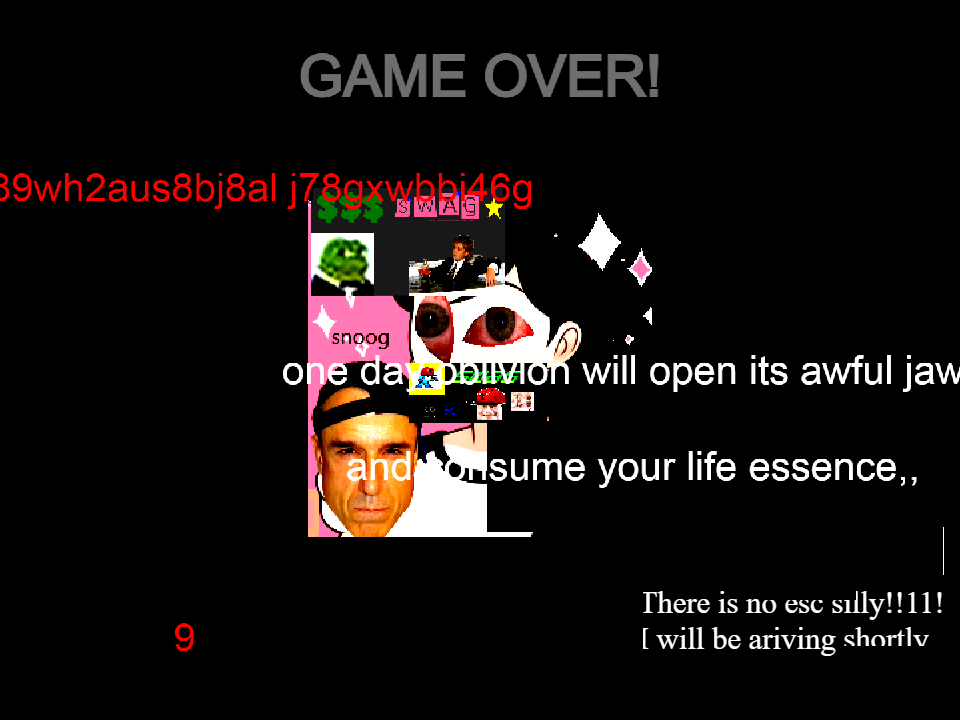 GAME OVER!
39wh2aus8bj8al j78gxwbbj46g
$$$ SWAG
snoog
one day oblivion will open its awful jaw
and consume your life essence,,
There is no esc silly!!11!
I will be ariving shortly
9